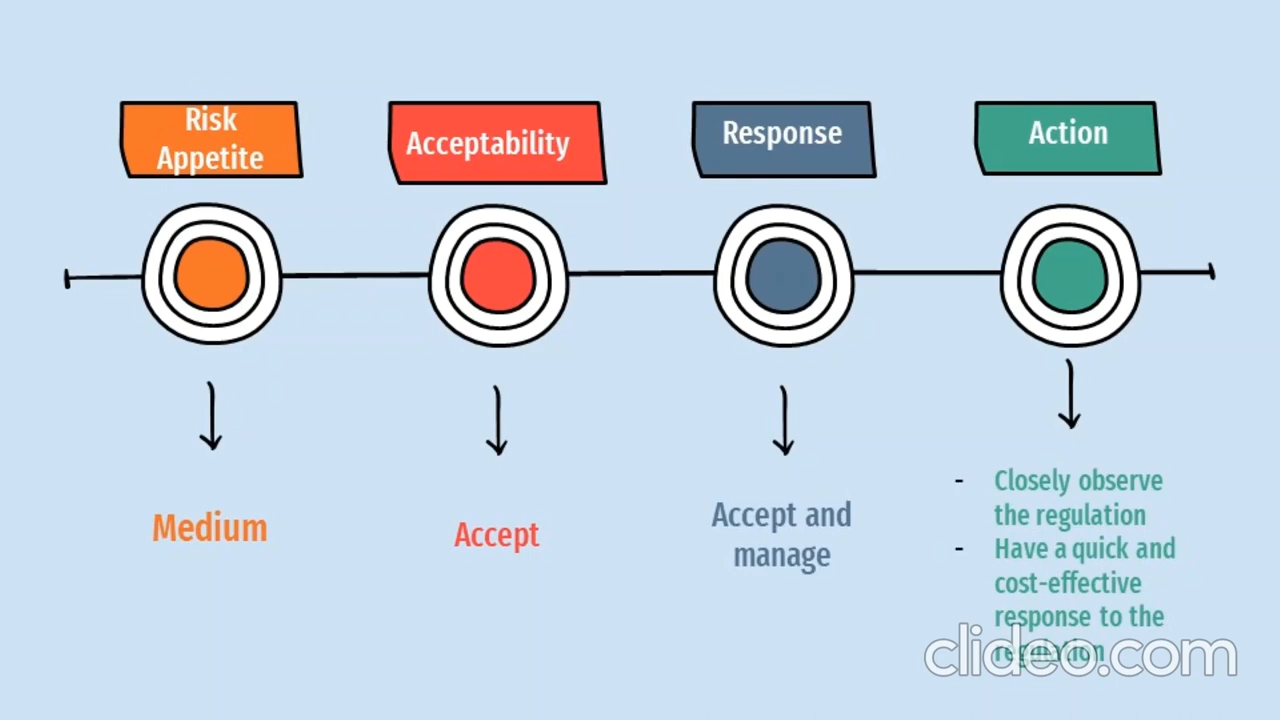 Risk
Appetite
Acceptability
Response
Action
Medium
Accept
Accept and
manage
- Closely observe
the regulation
- Have a quick and
cost-effective
response to the
regulation
clideo.com